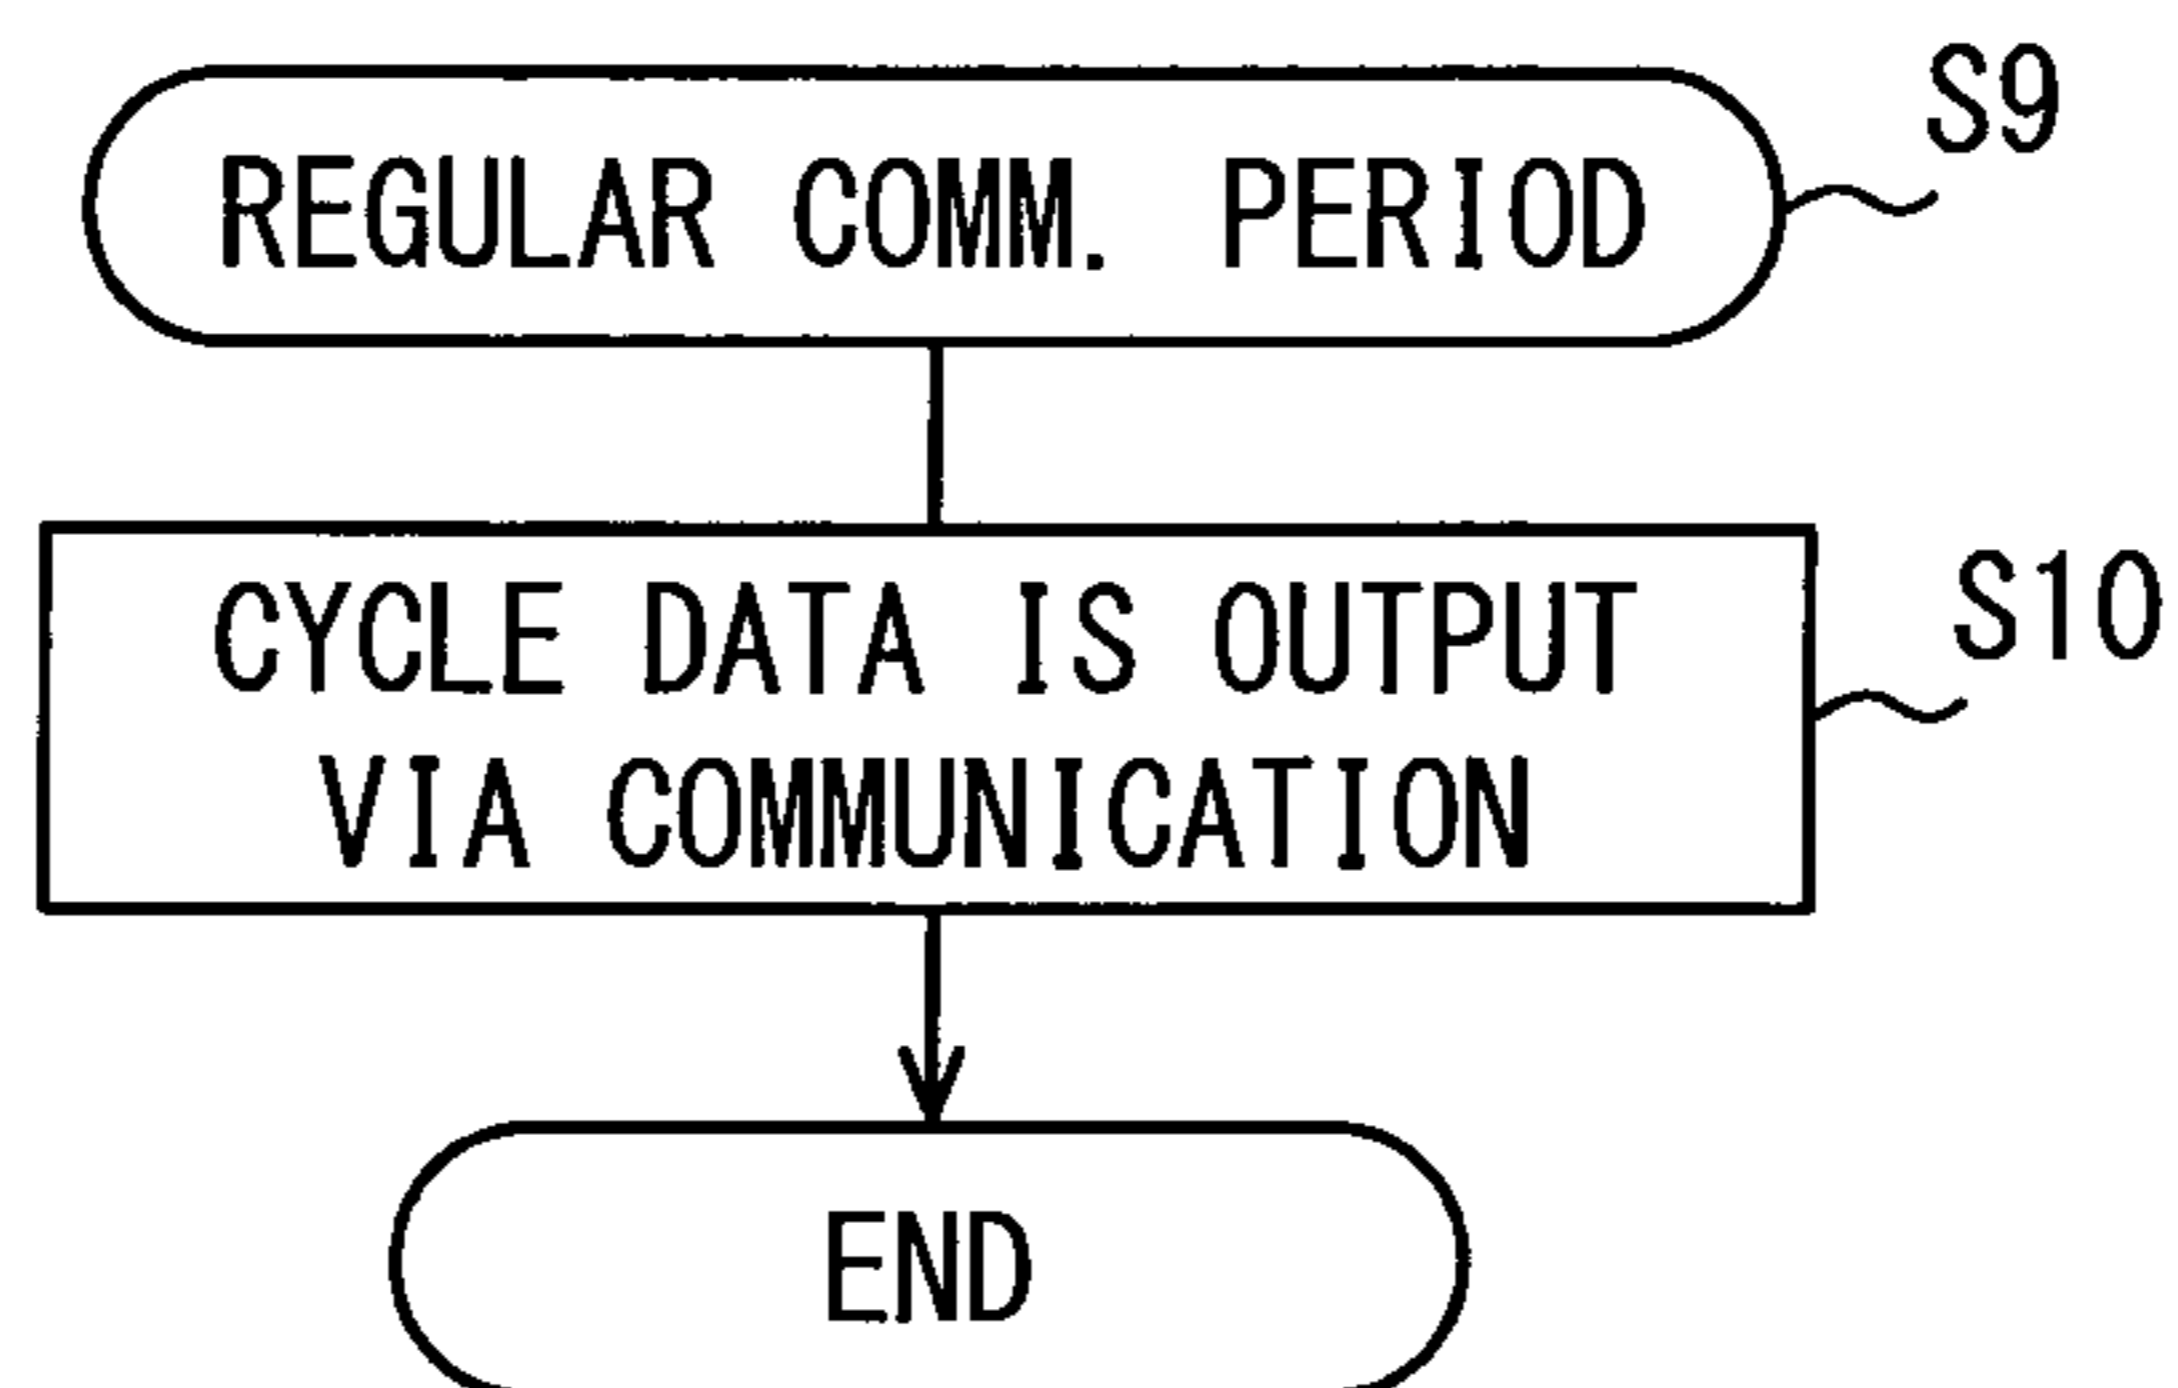 REGULAR COMM. PERIOD
S9
CYCLE DATA IS OUTPUT
VIA COMMUNICATION
S10
END